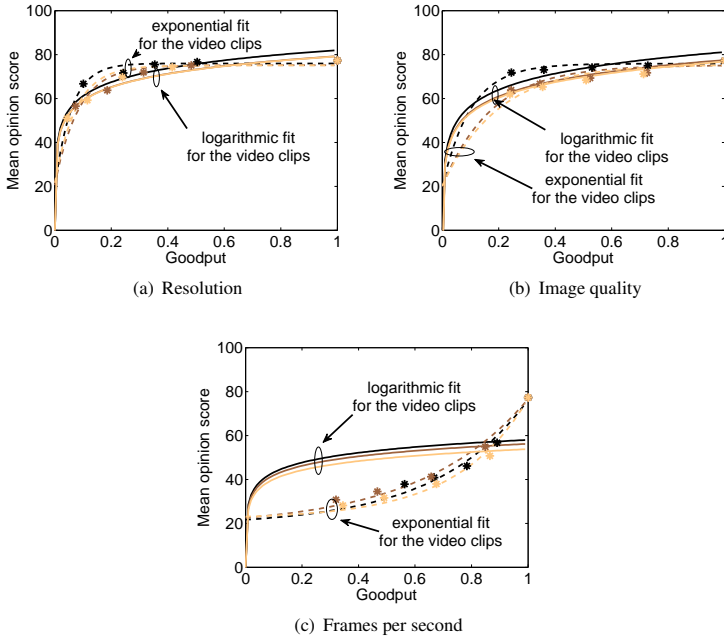 100
80
60
40
20
0
Mean opinion score
exponential fit
for the video clips
logarithmic fit
for the video clips
0 0.2 0.4 0.6 0.8 1
Goodput
(a) Resolution
100
80
60
40
20
0
Mean opinion score
logarithmic fit
for the video clips
exponential fit
for the video clips
0 0.2 0.4 0.6 0.8 1
Goodput
(b) Image quality
100
80
60
40
20
0
Mean opinion score
logarithmic fit
for the video clips
exponential fit
for the video clips
0 0.2 0.4 0.6 0.8 1
Goodput
(c) Frames per second